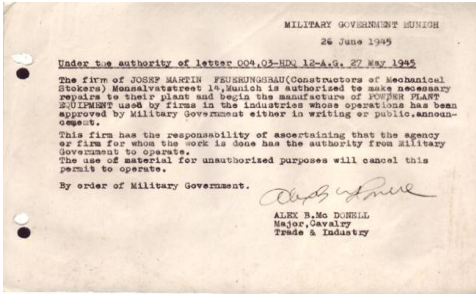 MILITARY GOVERNMENT MUNICH
26 June 1945
Under the authority of letter 004.03-HDQ 12-A.G. 27 May 1945
The firm of JOSEF MARTIN FEUERUNGSBAU(Constructors of Mechanical
Stokers) Monsalvatstreet 14,Munich is authorized to make necessary
repairs to their plant and begin the manufacture of POWER PLANT
EQUIPMENT used by firms in the industries whose operations has been
approved by Military Government either in writing or public.announ-
cement.
This firm has the responsability of ascertaining that the agency
or firm for whom the work is done has the authority from Military
Government to operate.
The use of material for unauthorized purposes will cancel this
permit to operate.
By order of Military Government.
ALEX B.Mc DONELL
Major,Cavalry
Trade & Industry